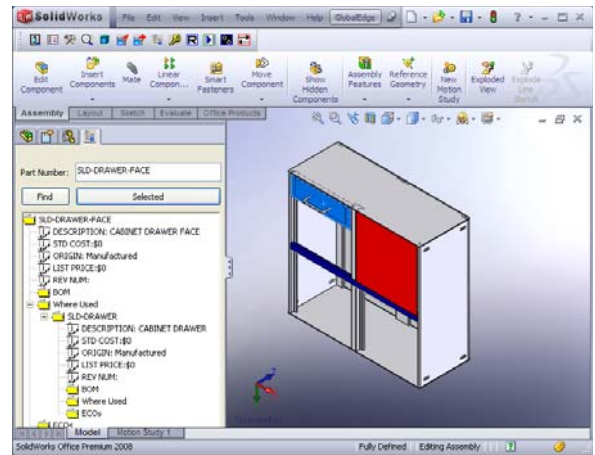 SolidWorks File Edit View Insert Tools Window Help GlobalEdge
Edit Component
Insert Components
Mate
Linear Compon...
Smart Fasteners
Move Component
Show Hidden Components
Assembly Features
Reference Geometry
New Motion Study
Exploded View
Explode Line Sketch
Assembly Layout Sketch Evaluate Office Products
Part Number: SLD-DRAWER-FACE
Find Selected
SLD-DRAWER-FACE
DESCRIPTION: CABINET DRAWER FACE
STD COST:$0
ORIGIN: Manufactured
LIST PRICE:$0
REV NUM:
BOM
Where Used
SLD-DRAWER
DESCRIPTION: CABINET DRAWER
STD COST:$0
ORIGIN: Manufactured
LIST PRICE:$0
REV NUM:
BOM
Where Used
ECOs
ECOs
Model Motion Study 1
SolidWorks Office Premium 2008 Fully Defined Editing Assembly